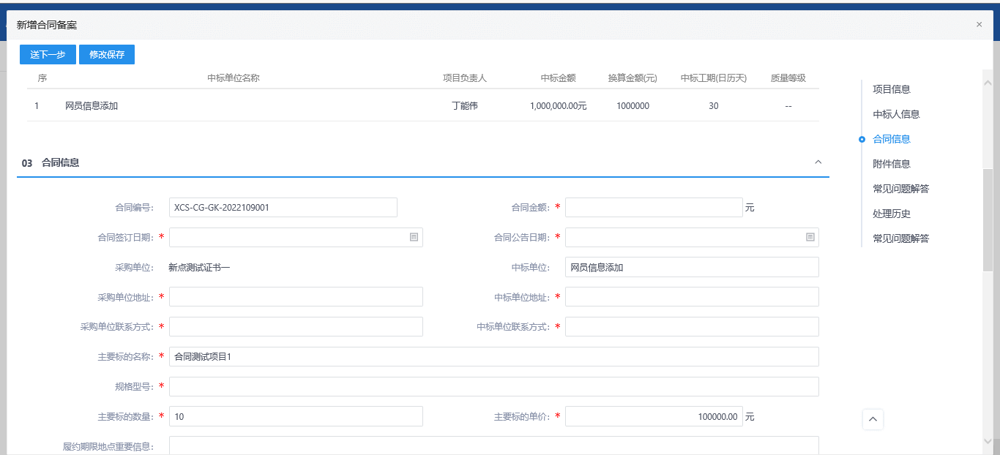 新增合同备案 ×
送下一步 修改保存
序 中标单位名称 项目负责人 中标金额 换算金额(元) 中标工期(日历天) 质量等级
1 网员信息添加 丁能伟 1,000,000.00元 1000000 30 --
03 合同信息
合同编号: XCS-CG-GK-2022109001 合同金额: * 元
合同签订日期: * 合同公告日期: *
采购单位: 新点测试证书一 中标单位: 网员信息添加
采购单位地址: * 中标单位地址: *
采购单位联系方式: * 中标单位联系方式: *
主要标的名称: * 合同测试项目1
规格型号: *
主要标的数量: * 10 主要标的单价: * 100000.00 元
履约期限地点重要信息:
项目信息
中标人信息
合同信息
附件信息
常见问题解答
处理历史
常见问题解答